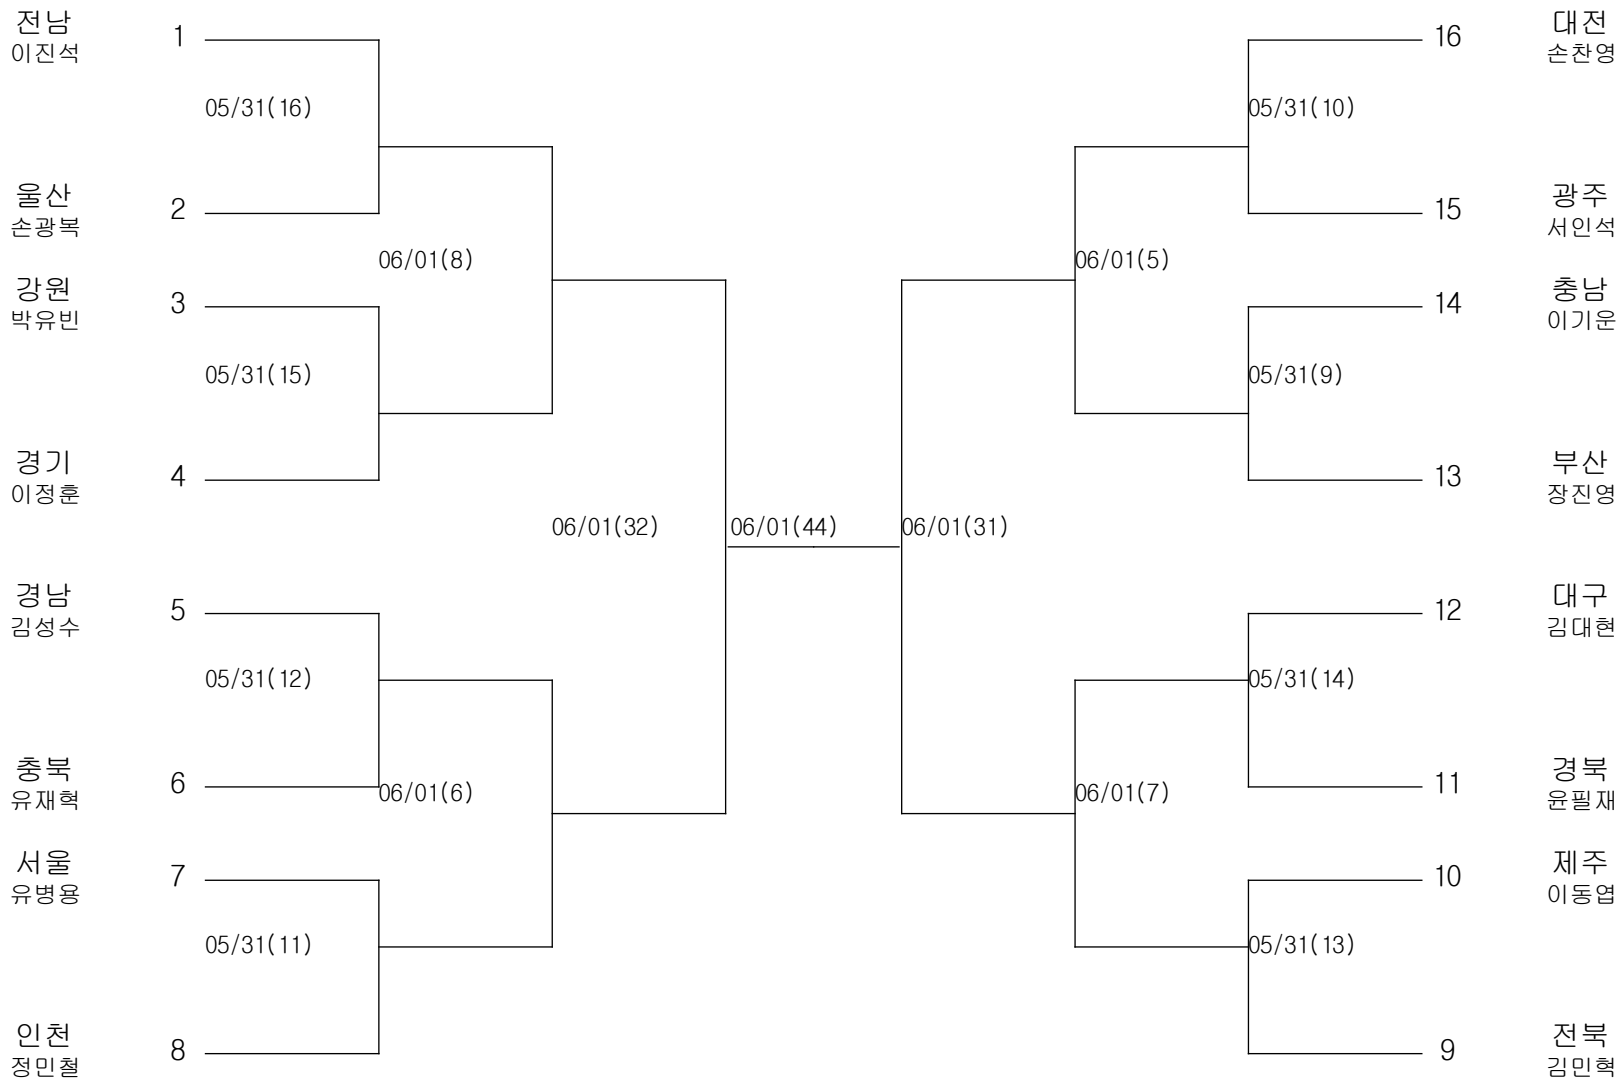 전남
이진석
1
16
대전
손찬영
05/31(16)
05/31(10)
울산
손광복
2
15
광주
서인석
06/01(8)
06/01(5)
강원
박유빈
3
14
충남
이기운
05/31(15)
05/31(9)
경기
이정훈
4
13
부산
장진영
06/01(32)
06/01(44)
06/01(31)
경남
김성수
5
12
대구
김대현
05/31(12)
05/31(14)
충북
유재혁
6
11
경북
윤필재
06/01(6)
06/01(7)
서울
유병용
7
10
제주
이동엽
05/31(11)
05/31(13)
인천
정민철
8
9
전북
김민혁